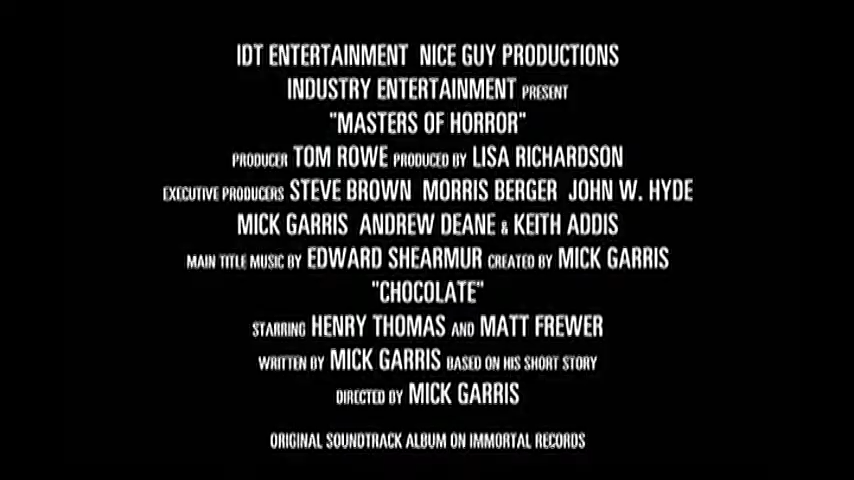 IDT ENTERTAINMENT NICE GUY PRODUCTIONS
INDUSTRY ENTERTAINMENT PRESENT
"MASTERS OF HORROR"
PRODUCER TOM ROWE PRODUCED BY LISA RICHARDSON
EXECUTIVE PRODUCERS STEVE BROWN MORRIS BERGER JOHN W. HYDE
MICK GARRIS ANDREW DEANE & KEITH ADDIS
MAIN TITLE MUSIC BY EDWARD SHEARMUR CREATED BY MICK GARRIS
"CHOCOLATE"
STARRING HENRY THOMAS AND MATT FREWER
WRITTEN BY MICK GARRIS BASED ON HIS SHORT STORY
DIRECTED BY MICK GARRIS
ORIGINAL SOUNDTRACK ALBUM ON IMMORTAL RECORDS